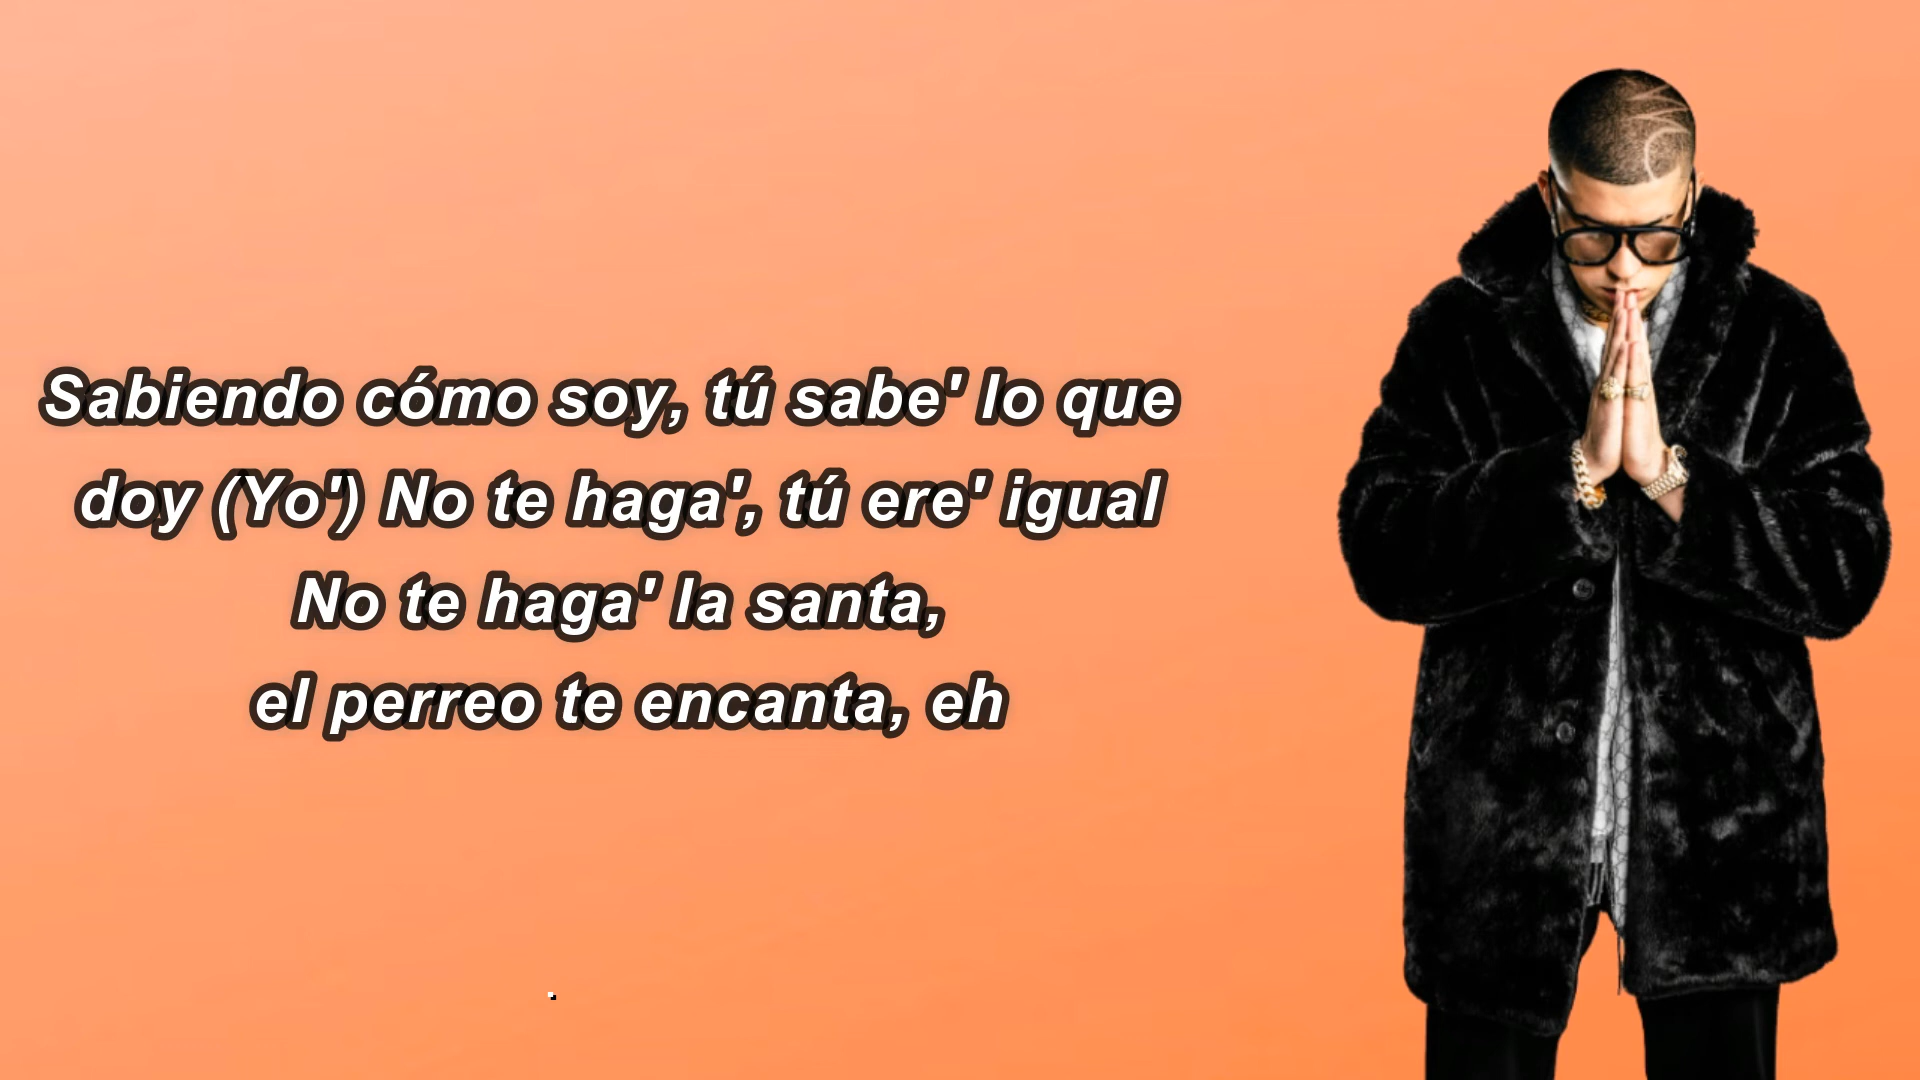 Sabiendo cómo soy, tú sabe' lo que
doy (Yo') No te haga', tú ere' igual
No te haga' la santa,
el perreo te encanta, eh